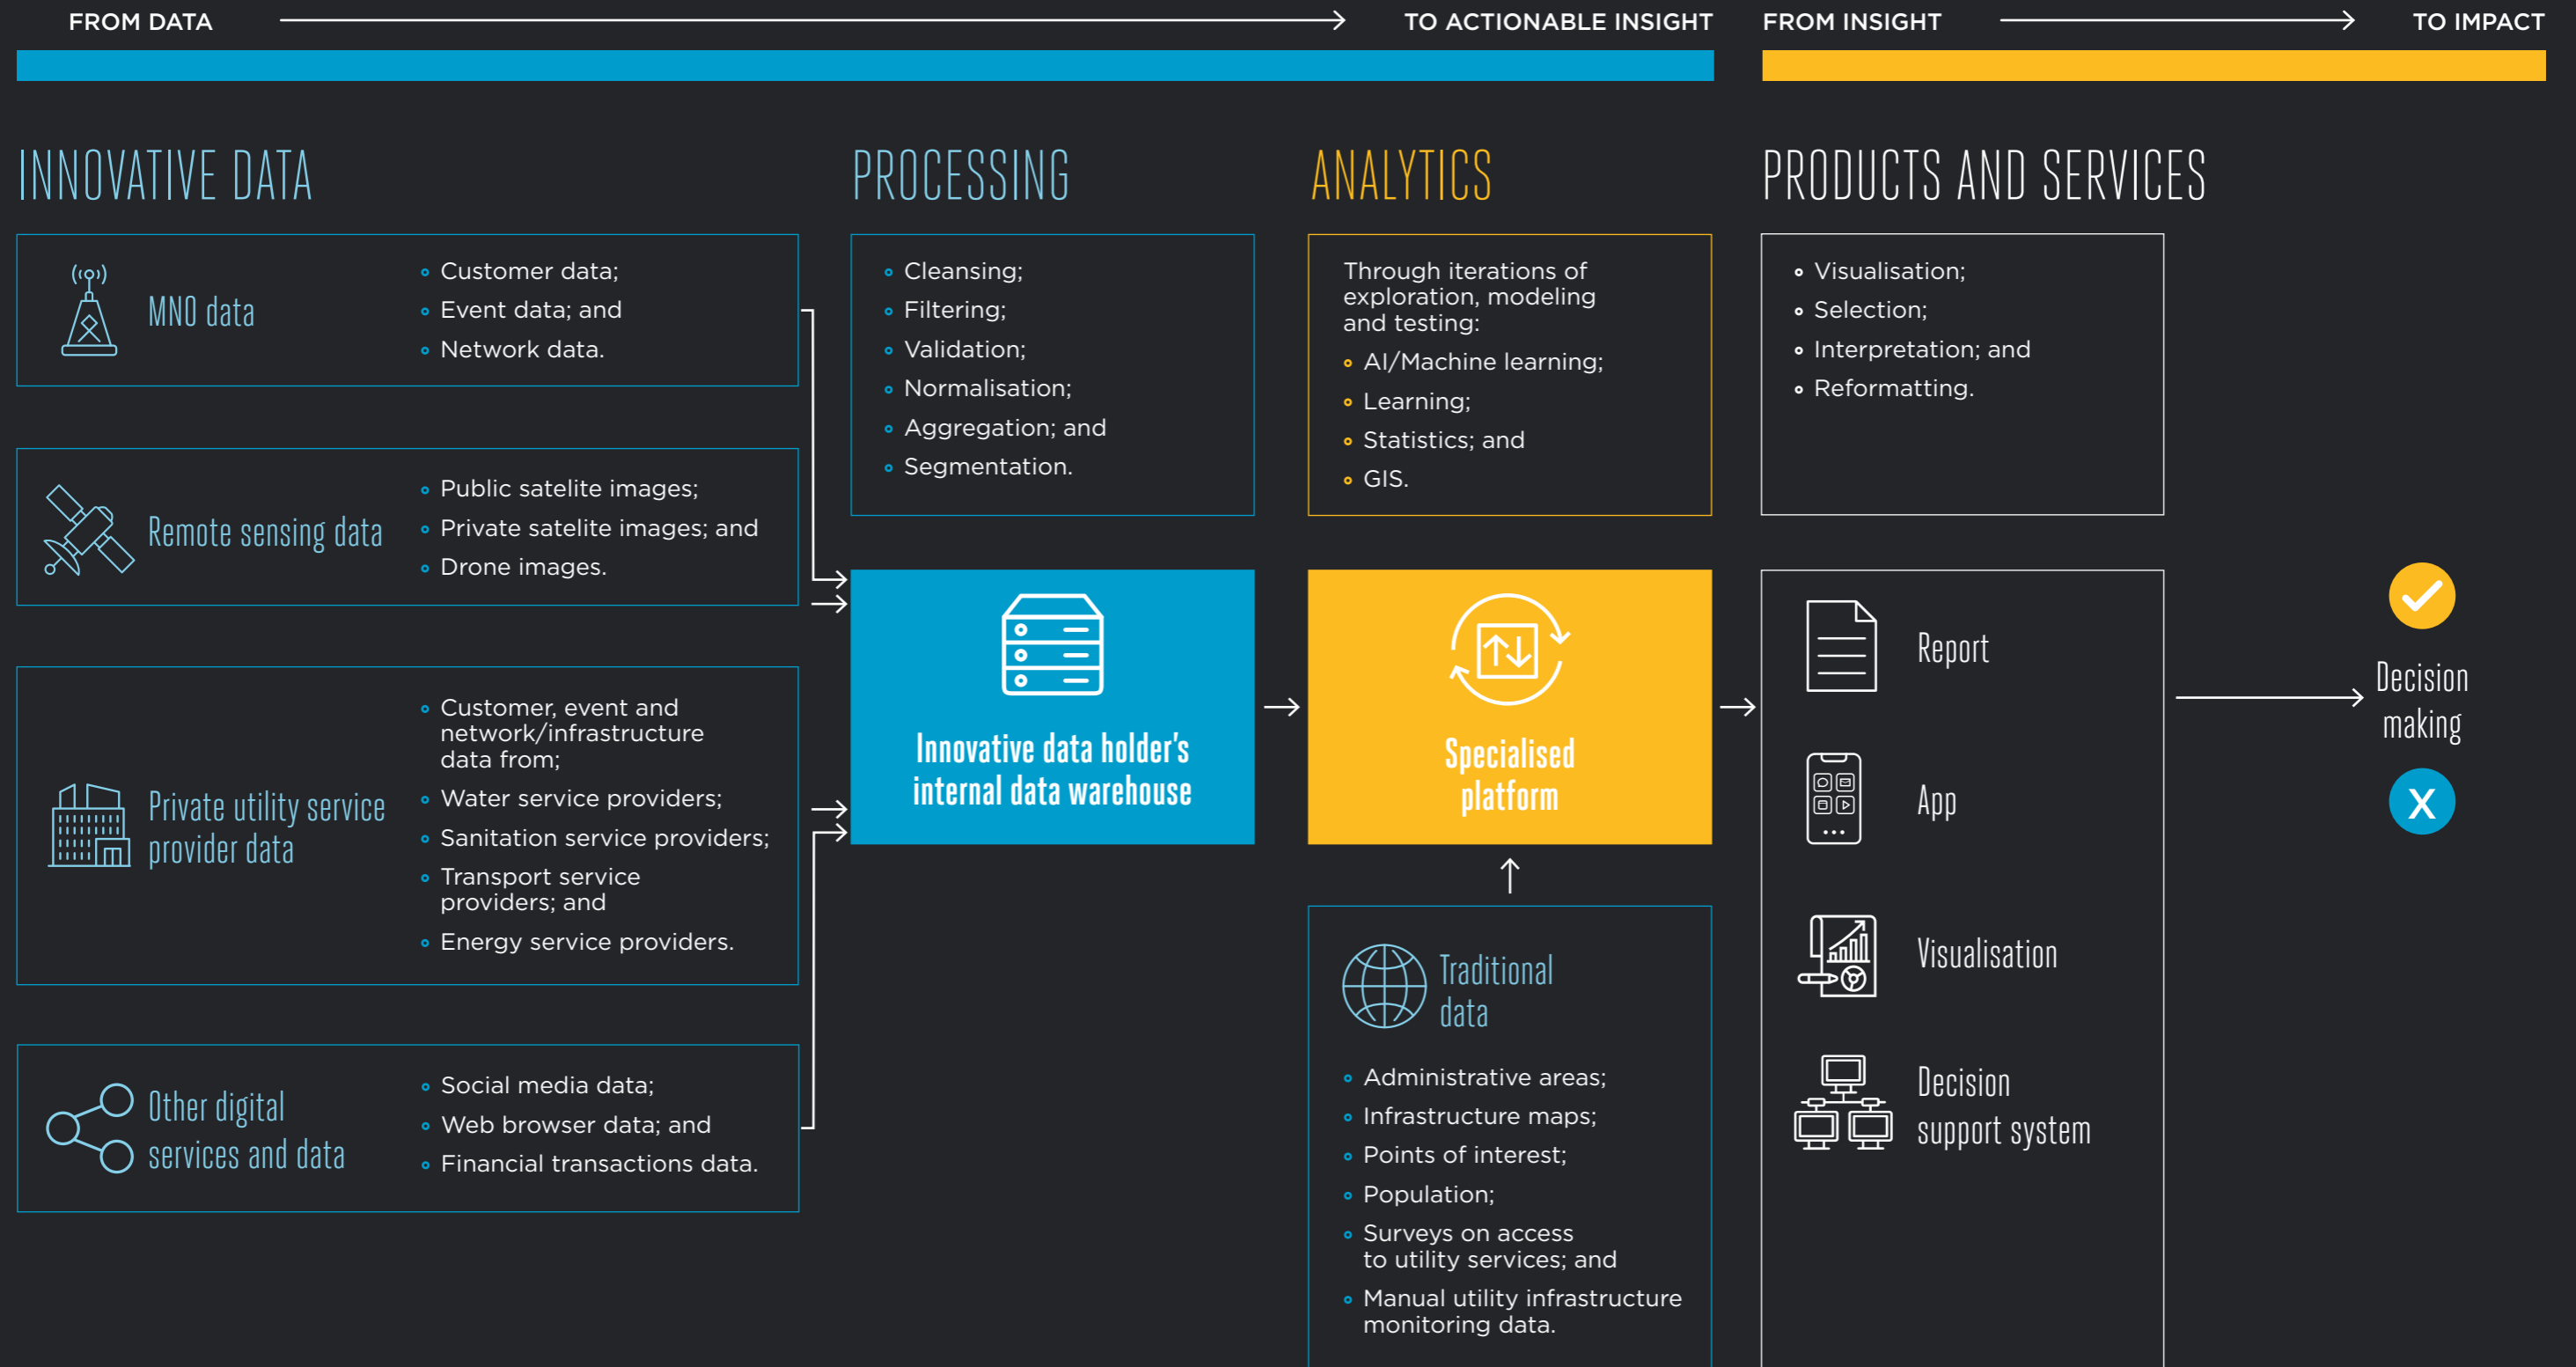 FROM DATA
TO ACTIONABLE INSIGHT
FROM INSIGHT
TO IMPACT
INNOVATIVE DATA
MNO data
Customer data;
Event data; and
Network data.
Remote sensing data
Public satelite images;
Private satelite images; and
Drone images.
Private utility service
provider data
Customer, event and
network/infrastructure
data from;
Water service providers;
Sanitation service providers;
Transport service
providers; and
Energy service providers.
Other digital
services and data
Social media data;
Web browser data; and
Financial transactions data.
PROCESSING
Cleansing;
Filtering;
Validation;
Normalisation;
Aggregation; and
Segmentation.
Innovative data holder's
internal data warehouse
ANALYTICS
Through iterations of
exploration, modeling
and testing:
AI/Machine learning;
Learning;
Statistics; and
GIS.
Specialised
platform
Traditional
data
Administrative areas;
Infrastructure maps;
Points of interest;
Population;
Surveys on access
to utility services; and
Manual utility infrastructure
monitoring data.
PRODUCTS AND SERVICES
Visualisation;
Selection;
Interpretation; and
Reformatting.
Report
App
Visualisation
Decision
support system
Decision
making
X